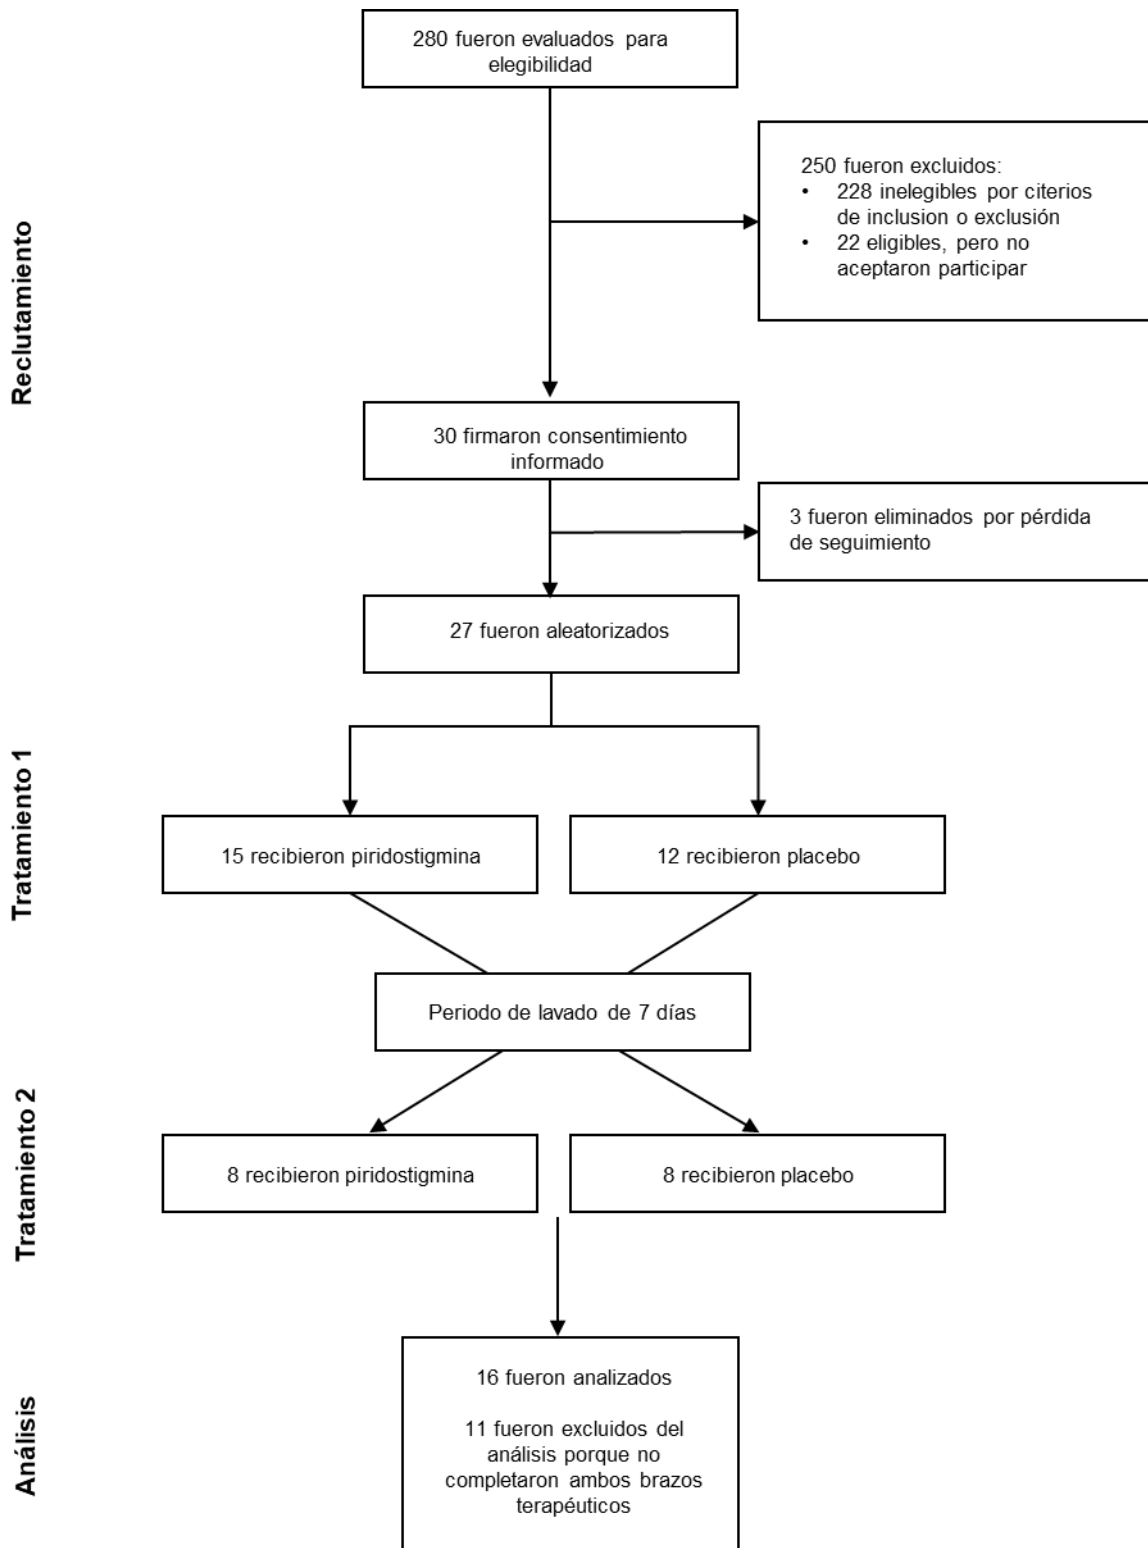 280 fueron evaluados para
elegibilidad
250 fueron excluidos:
• 228 inelegibles por citerios
de inclusion o exclusión
• 22 eligibles, pero no
aceptaron participar
Reclutamiento
30 firmaron consentimiento
informado
3 fueron eliminados por pérdida
de seguimiento
27 fueron aleatorizados
Tratamiento 1
15 recibieron piridostigmina
12 recibieron placebo
Periodo de lavado de 7 días
Tratamiento 2
8 recibieron piridostigmina
8 recibieron placebo
Análisis
16 fueron analizados
11 fueron excluidos del
análisis porque no
completaron ambos brazos
terapéuticos